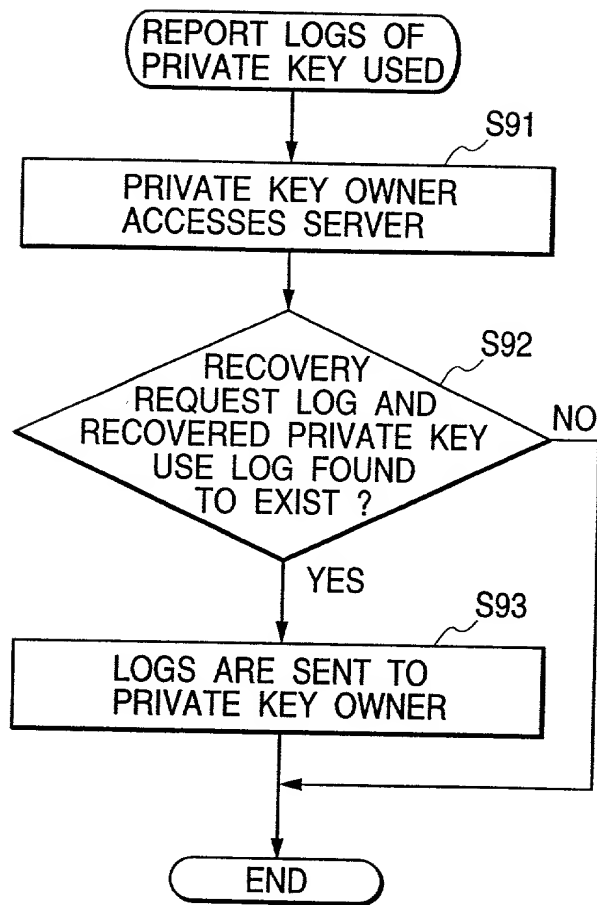 REPORT LOGS OF
PRIVATE KEY USED
S91
PRIVATE KEY OWNER
ACCESSES SERVER
S92
RECOVERY
REQUEST LOG AND
RECOVERED PRIVATE KEY
USE LOG FOUND
TO EXIST ?
NO
YES
S93
LOGS ARE SENT TO
PRIVATE KEY OWNER
END